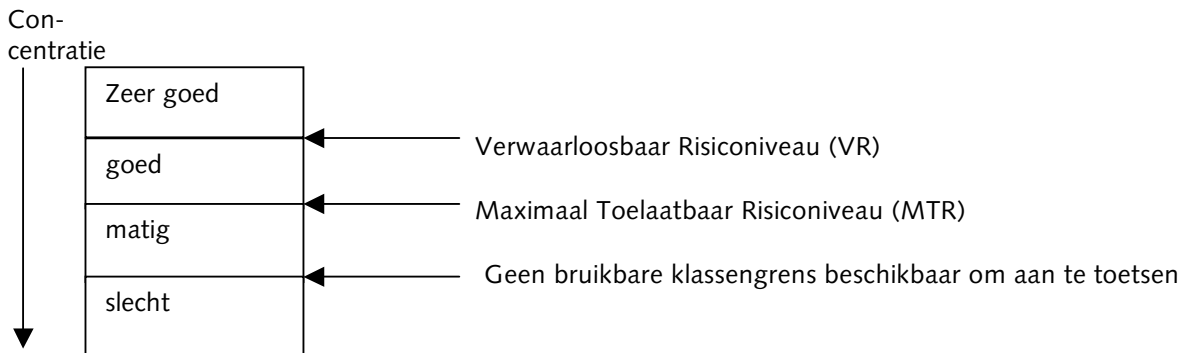 Con-
centratie
Zeer goed
Verwaarloosbaar Risiconiveau (VR)
goed
Maximaal Toelaatbaar Risiconiveau (MTR)
matig
Geen bruikbare klassengrens beschikbaar om aan te toetsen
slecht